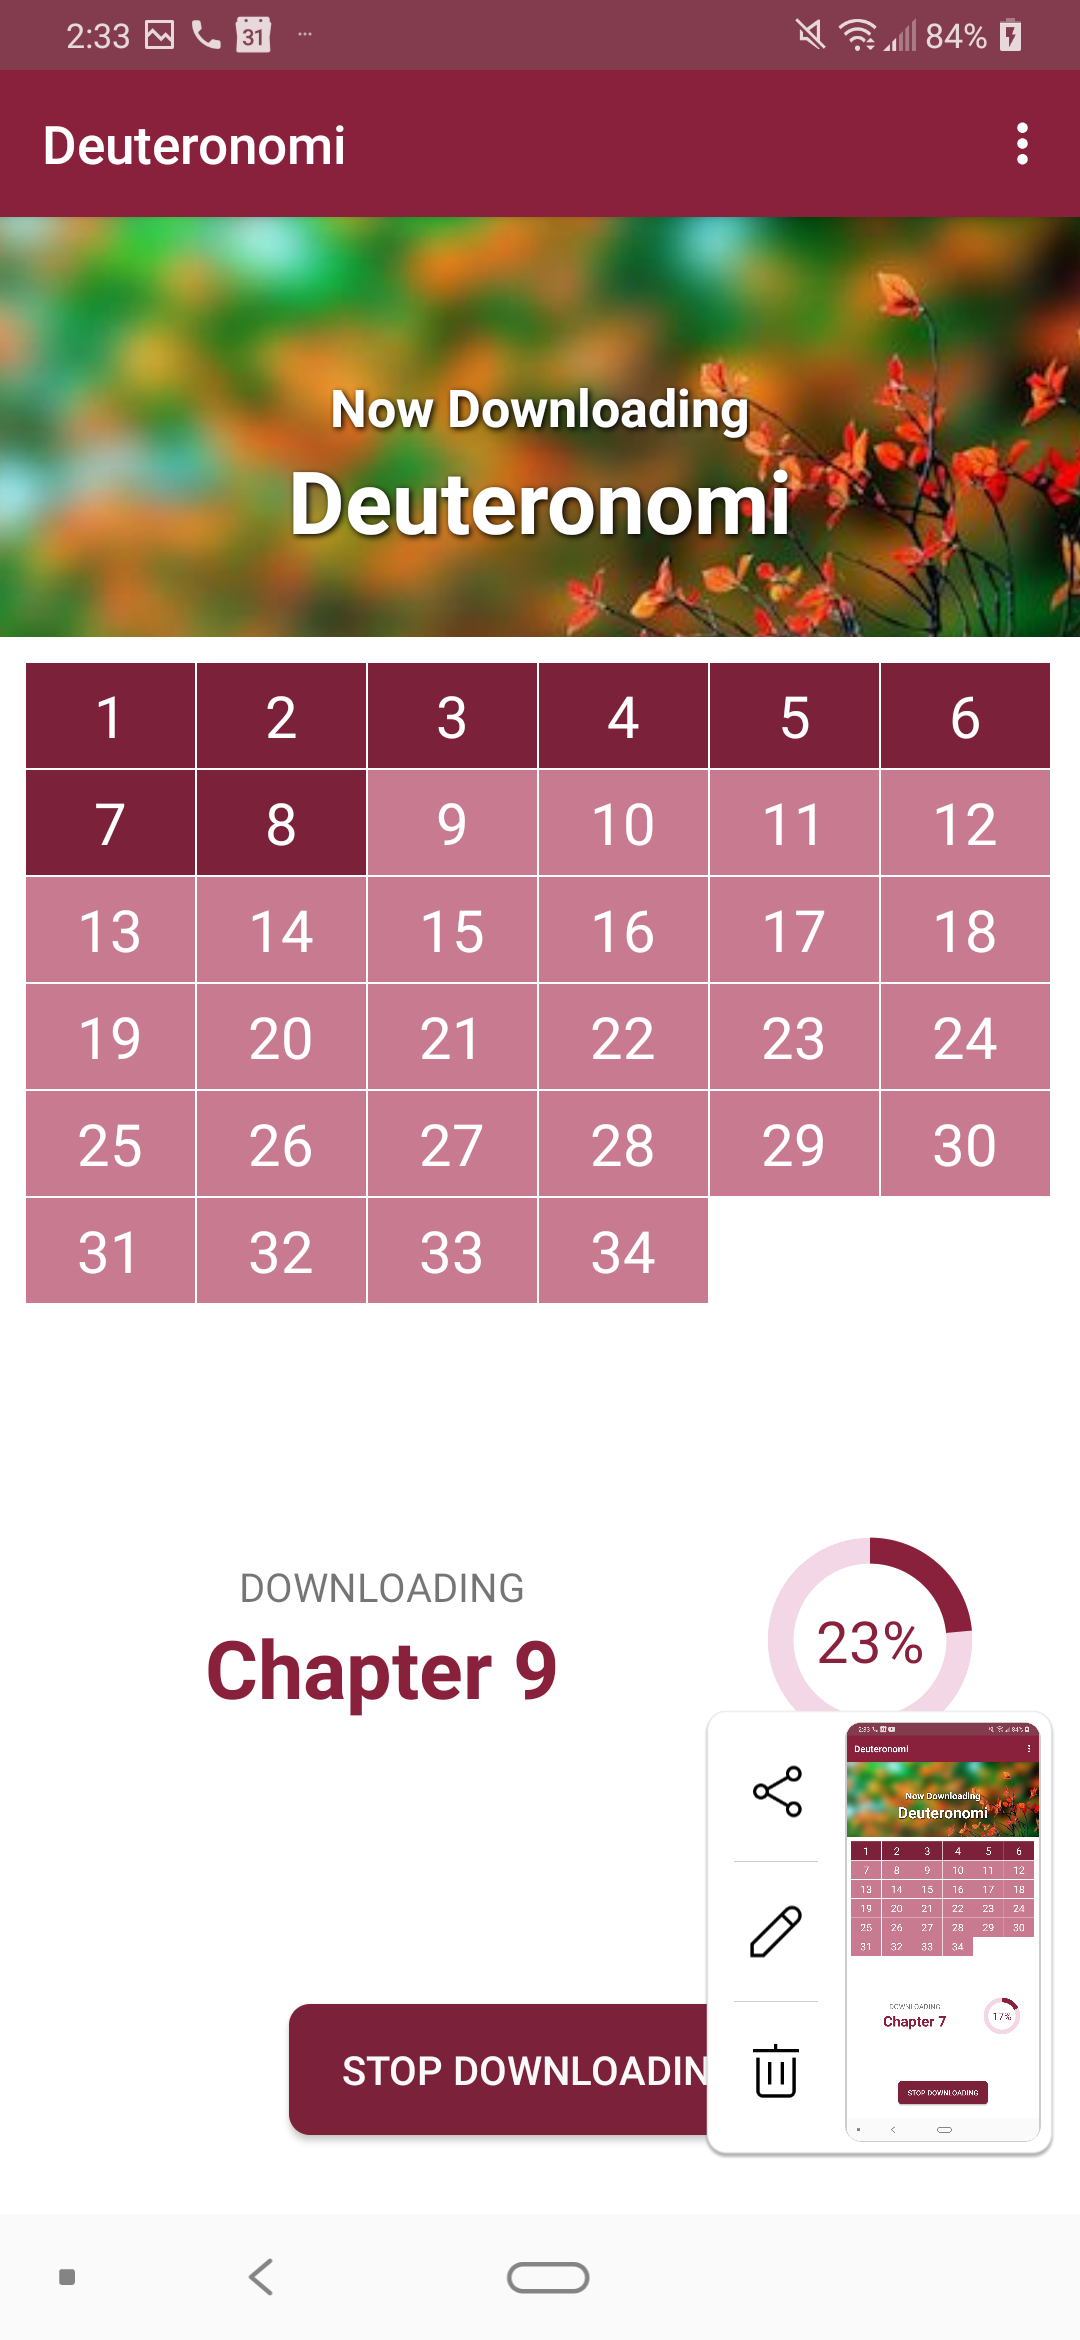 2:33 31 84%
Deuteronomi
Now Downloading
Deuteronomi
1 2 3 4 5 6
7 8 9 10 11 12
13 14 15 16 17 18
19 20 21 22 23 24
25 26 27 28 29 30
31 32 33 34
DOWNLOADING
Chapter 9
23%
STOP DOWNLOADIN
2:33 84%
Deuteronomi
Now Downloading
Deuteronomi
1 2 3 4 5 6
7 8 9 10 11 12
13 14 15 16 17 18
19 20 21 22 23 24
25 26 27 28 29 30
31 32 33 34
DOWNLOADING
Chapter 7
17%
STOP DOWNLOADING